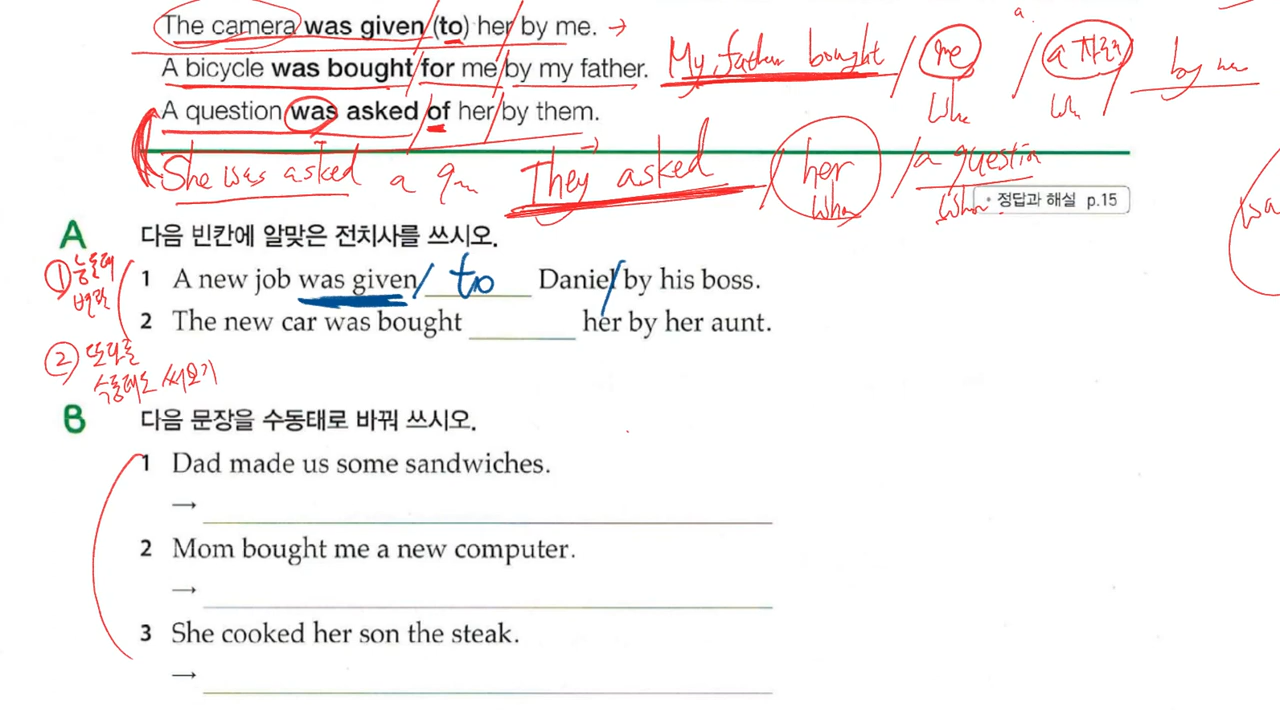 The camera was given (to) her by me. →
A bicycle was bought for me by my father. My father bought / me / a 자전거 by me
who
A question was asked of her by them.
She was asked a qu They asked / her / a question
whom
• 정답과 해설 p.15
A 다음 빈칸에 알맞은 전치사를 쓰시오.
① 능동태
1 A new job was given / to Daniel by his boss.
2 The new car was bought ________ her by her aunt.
② 또다른
수동태도 써보기
B 다음 문장을 수동태로 바꿔 쓰시오.
1 Dad made us some sandwiches.
→
2 Mom bought me a new computer.
→
3 She cooked her son the steak.
→